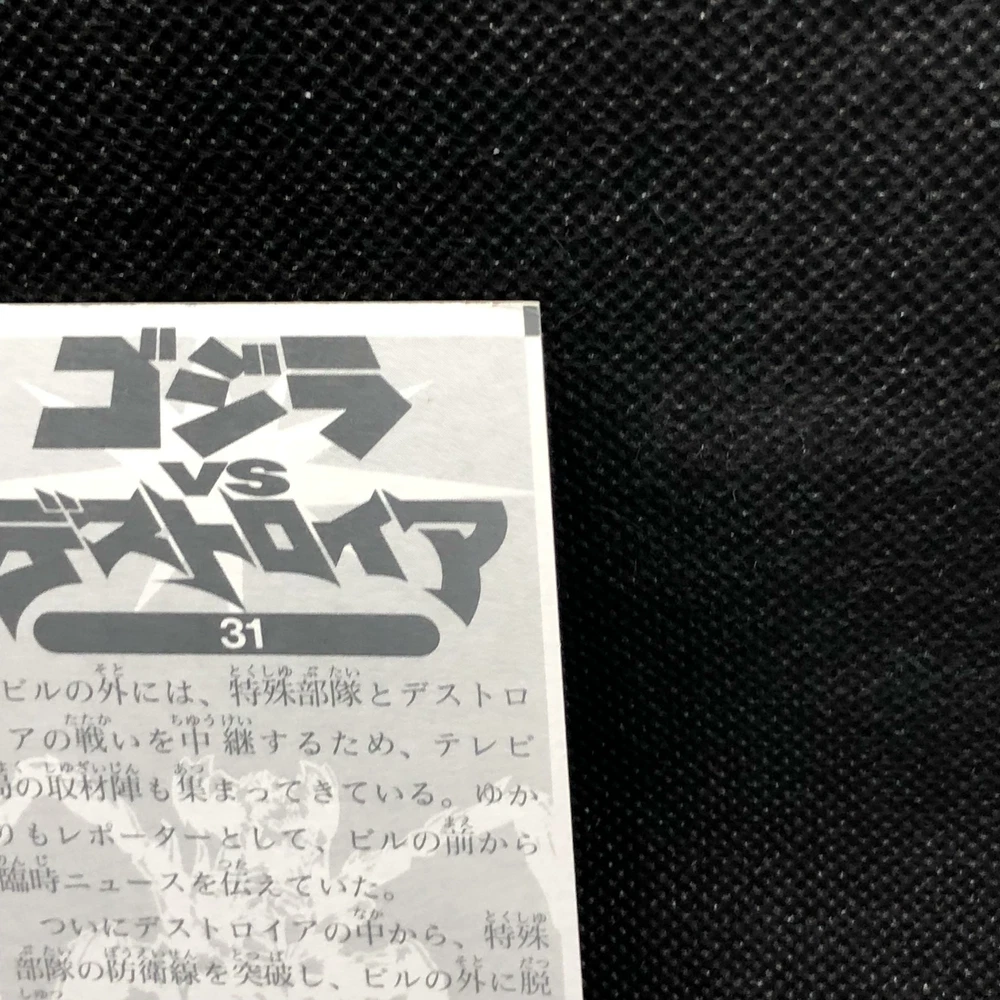 ゴジラ
VS
デストロイア
31
ビルの外には、特殊部隊とデストロ
アの戦いを中継するため、テレビ
局の取材陣も集まってきている。ゆか
りもレポーターとして、ビルの前から
臨時ニュースを伝えていた。
ついにデストロイアの中から、特殊
部隊の防衛線を突破し、ビルの外に脱